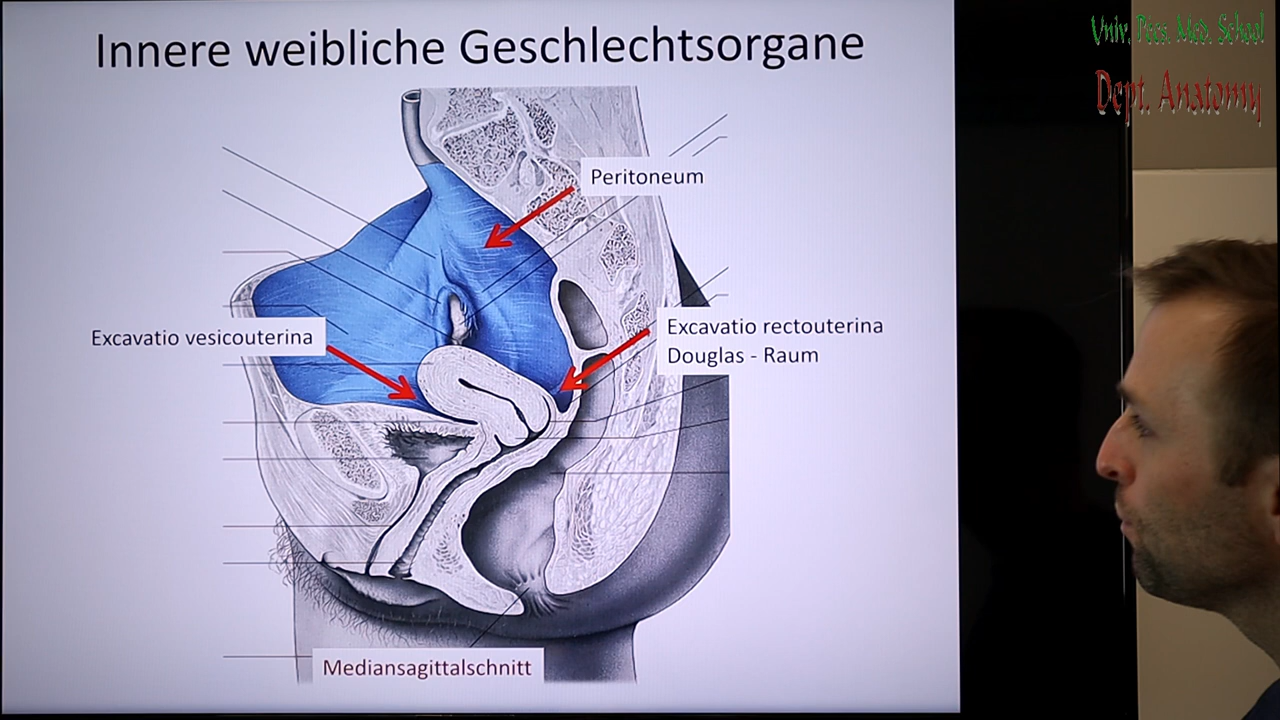 Innere weibliche Geschlechtsorgane
Univ. Pécs. Med. School
Dept. Anatomy
Peritoneum
Excavatio vesicouterina
Excavatio rectouterina
Douglas - Raum
Mediansagittalschnitt